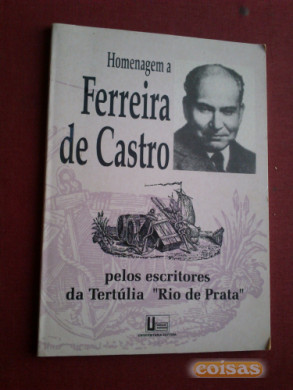 Homenagem a
Ferreira
de Castro
pelos escritores
da Tertúlia "Rio de Prata"
coisas